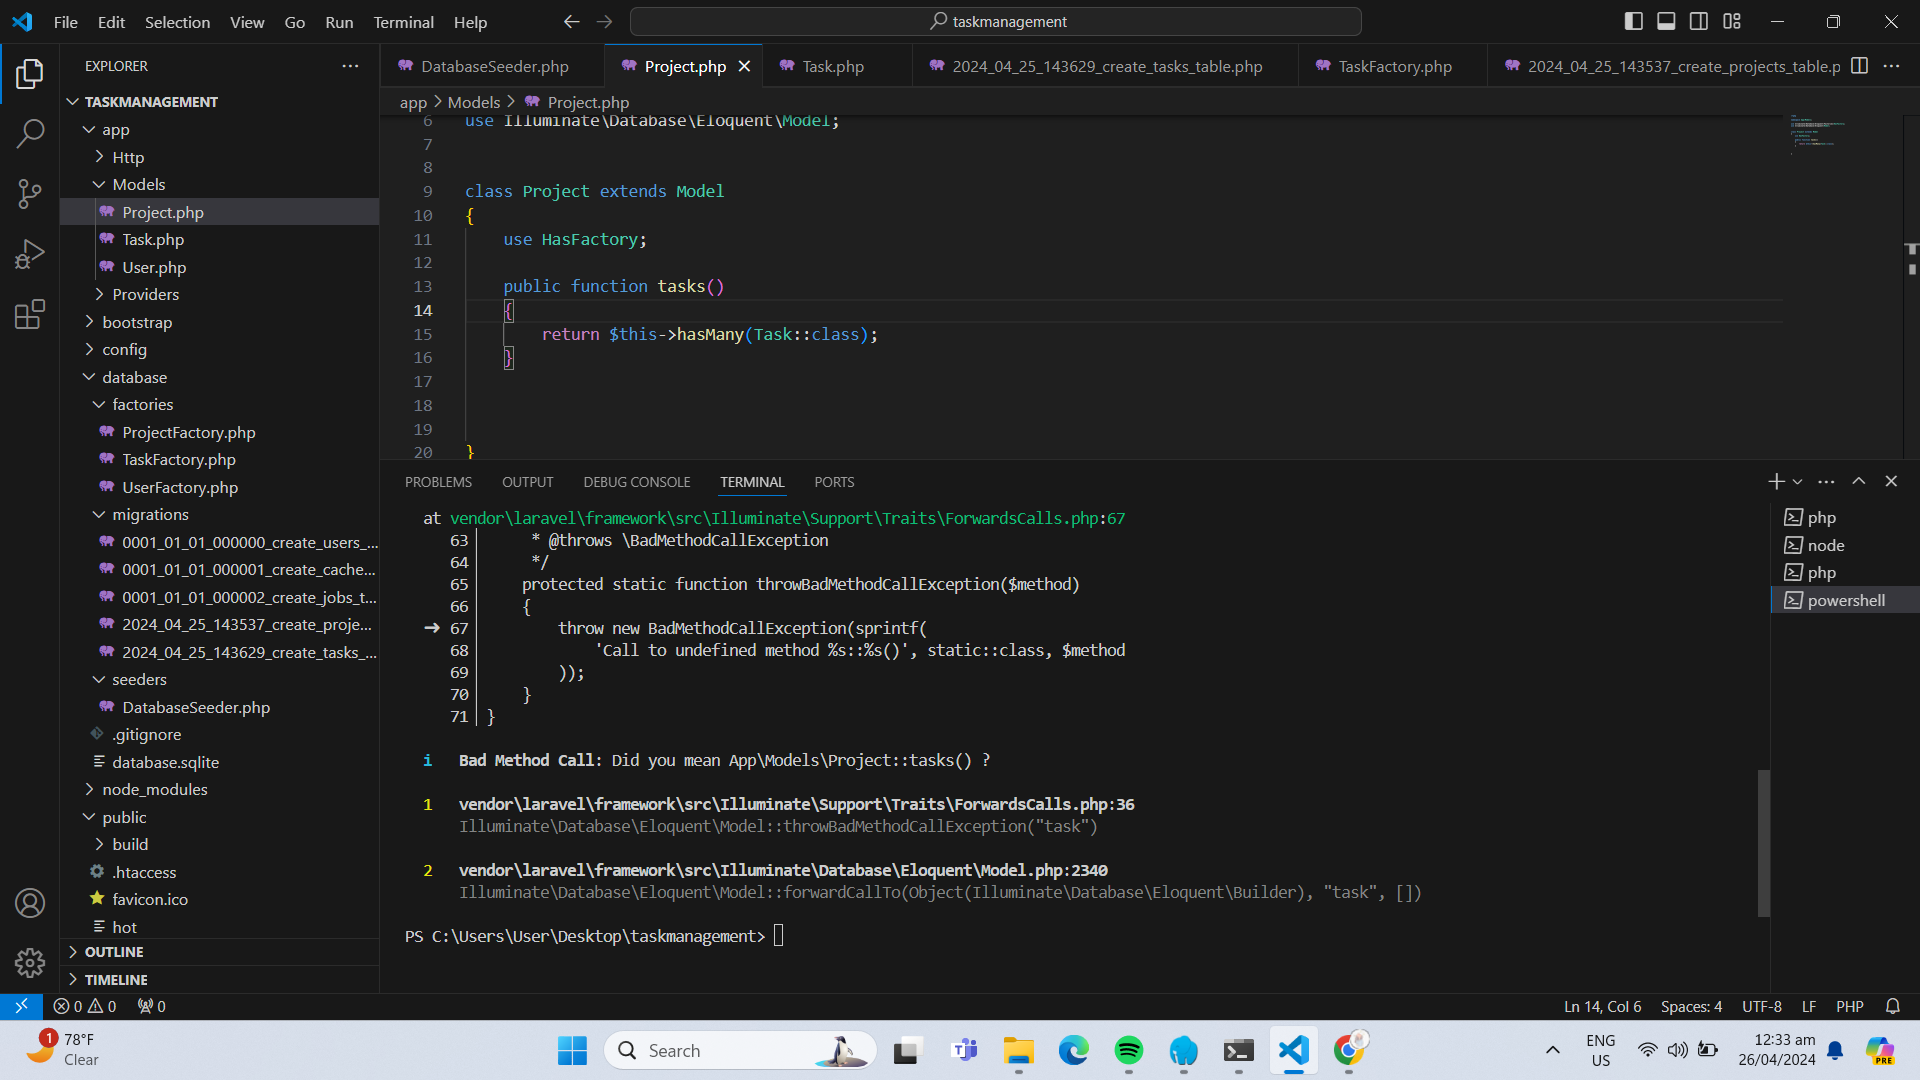 File Edit Selection View Go Run Terminal Help
taskmanagement
EXPLORER
TASKMANAGEMENT
app
Http
Models
Project.php
Task.php
User.php
Providers
bootstrap
config
database
factories
ProjectFactory.php
TaskFactory.php
UserFactory.php
migrations
0001_01_01_000000_create_users_...
0001_01_01_000001_create_cache...
0001_01_01_000002_create_jobs_t...
2024_04_25_143537_create_proje...
2024_04_25_143629_create_tasks_...
seeders
DatabaseSeeder.php
.gitignore
database.sqlite
node_modules
public
build
.htaccess
favicon.ico
hot
OUTLINE
TIMELINE
DatabaseSeeder.php Project.php Task.php 2024_04_25_143629_create_tasks_table.php TaskFactory.php 2024_04_25_143537_create_projects_table.p
app > Models > Project.php
6 use Illuminate\Database\Eloquent\Model;
7
8
9 class Project extends Model
10 {
11 use HasFactory;
12
13 public function tasks()
14 {
15 return $this->hasMany(Task::class);
16 }
17
18
19
20 }
PROBLEMS OUTPUT DEBUG CONSOLE TERMINAL PORTS
at vendor\laravel\framework\src\Illuminate\Support\Traits\ForwardsCalls.php:67
63 * @throws \BadMethodCallException
64 */
65 protected static function throwBadMethodCallException($method)
66 {
➜ 67 throw new BadMethodCallException(sprintf(
68 'Call to undefined method %s::%s()', static::class, $method
69 ));
70 }
71 }
i Bad Method Call: Did you mean App\Models\Project::tasks() ?
1 vendor\laravel\framework\src\Illuminate\Support\Traits\ForwardsCalls.php:36
Illuminate\Database\Eloquent\Model::throwBadMethodCallException("task")
2 vendor\laravel\framework\src\Illuminate\Database\Eloquent\Model.php:2340
Illuminate\Database\Eloquent\Model::forwardCallTo(Object(Illuminate\Database\Eloquent\Builder), "task", [])
PS C:\Users\User\Desktop\taskmanagement>
php
node
php
powershell
0 0 0
Ln 14, Col 6 Spaces: 4 UTF-8 LF PHP
1
78°F
Clear
Search
ENG
US
12:33 am
26/04/2024
PRE